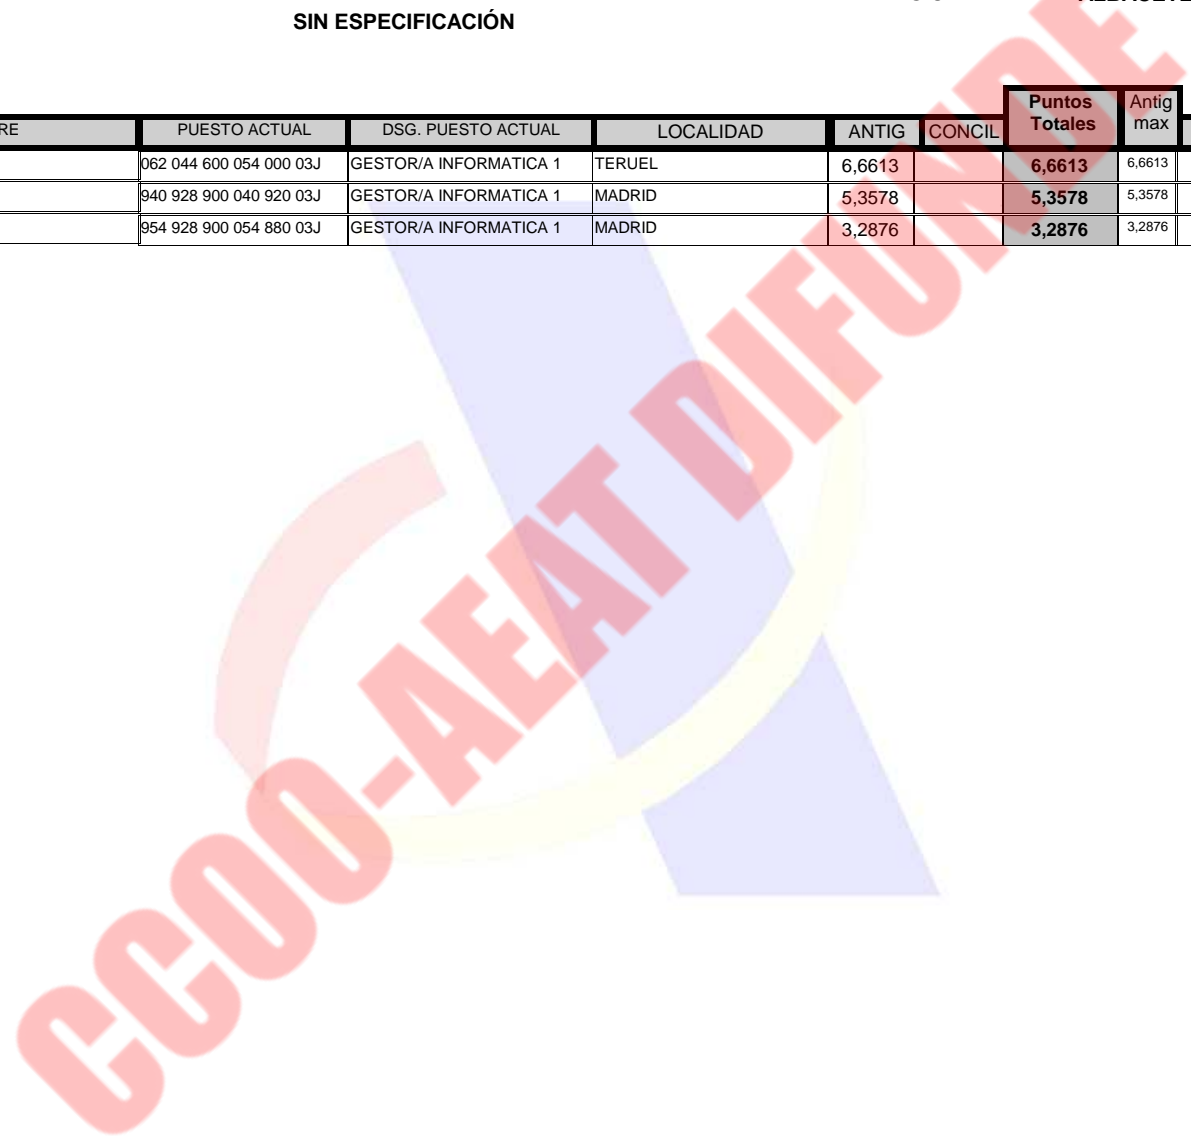 SIN ESPECIFICACIÓN
RE PUESTO ACTUAL DSG. PUESTO ACTUAL LOCALIDAD ANTIG CONCIL Puntos Totales Antig max
062 044 600 054 000 03J GESTOR/A INFORMATICA 1 TERUEL 6,6613 6,6613 6,6613
940 928 900 040 920 03J GESTOR/A INFORMATICA 1 MADRID 5,3578 5,3578 5,3578
954 928 900 054 880 03J GESTOR/A INFORMATICA 1 MADRID 3,2876 3,2876 3,2876
CCOO-AEAT DIFUNDE